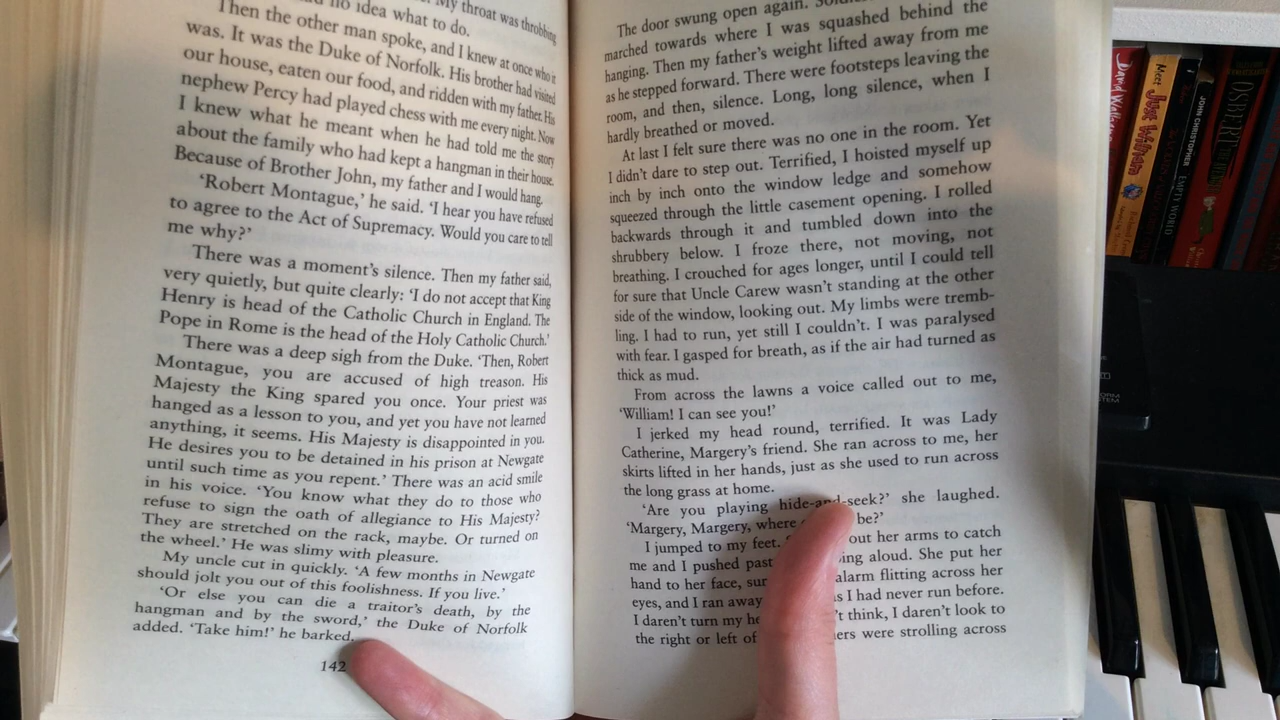 My throat was throbbing
no idea what to do.
Then the other man spoke, and I knew at once who it
was. It was the Duke of Norfolk. His brother had visited
our house, eaten our food, and ridden with my father. His
nephew Percy had played chess with me every night. Now
I knew what he meant when he had told me the story
about the family who had kept a hangman in their house.
Because of Brother John, my father and I would hang.
‘Robert Montague,’ he said. ‘I hear you have refused
to agree to the Act of Supremacy. Would you care to tell
me why?’
There was a moment’s silence. Then my father said,
very quietly, but quite clearly: ‘I do not accept that King
Henry is head of the Catholic Church in England. The
Pope in Rome is the head of the Holy Catholic Church.’
There was a deep sigh from the Duke. ‘Then, Robert
Montague, you are accused of high treason. His
Majesty the King spared you once. Your priest was
hanged as a lesson to you, and yet you have not learned
anything, it seems. His Majesty is disappointed in you.
He desires you to be detained in his prison at Newgate
until such time as you repent.’ There was an acid smile
in his voice. ‘You know what they do to those who
refuse to sign the oath of allegiance to His Majesty?
They are stretched on the rack, maybe. Or turned on
the wheel.’ He was slimy with pleasure.
My uncle cut in quickly. ‘A few months in Newgate
should jolt you out of this foolishness. If you live.’
‘Or else you can die a traitor’s death, by the
hangman and by the sword,’ the Duke of Norfolk
added. ‘Take him!’ he barked.
142
The door swung open again.
marched towards where I was squashed behind the
hanging. Then my father’s weight lifted away from me
as he stepped forward. There were footsteps leaving the
room, and then, silence. Long, long silence, when I
hardly breathed or moved.
At last I felt sure there was no one in the room. Yet
I didn’t dare to step out. Terrified, I hoisted myself up
inch by inch onto the window ledge and somehow
squeezed through the little casement opening. I rolled
backwards through it and tumbled down into the
shrubbery below. I froze there, not moving, not
breathing. I crouched for ages longer, until I could tell
for sure that Uncle Carew wasn’t standing at the other
side of the window, looking out. My limbs were tremb-
ling. I had to run, yet still I couldn’t. I was paralysed
with fear. I gasped for breath, as if the air had turned as
thick as mud.
From across the lawns a voice called out to me,
‘William! I can see you!’
I jerked my head round, terrified. It was Lady
Catherine, Margery’s friend. She ran across to me, her
skirts lifted in her hands, just as she used to run across
the long grass at home.
‘Are you playing hide-and-seek?’ she laughed.
‘Margery, Margery, where be?’
I jumped to my feet. out her arms to catch
me and I pushed past aloud. She put her
hand to her face, alarm flitting across her
eyes, and I ran away as I had never run before.
I daren’t turn my think, I daren’t look to
the right or left of were strolling across
David
Meet
Just William
JOHN CHRISTOPHER
EMPTY WORLD